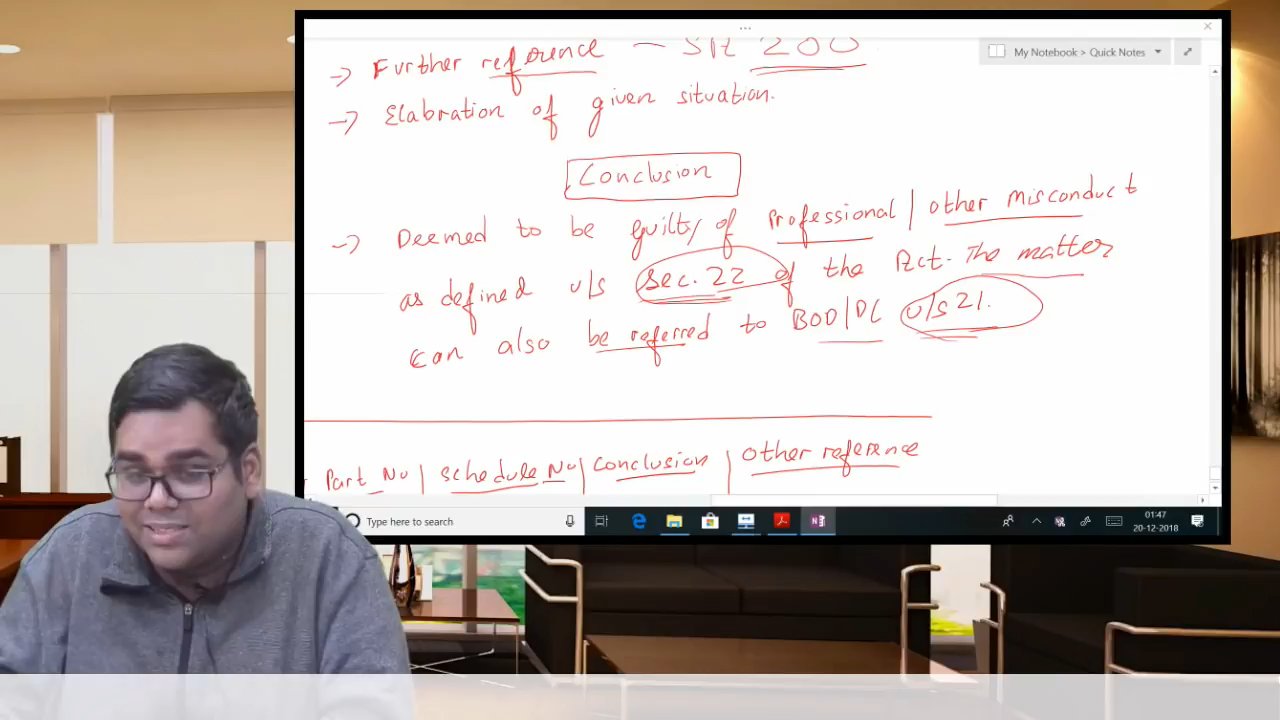 My Notebook > Quick Notes
→ Further reference — SA 200
→ Elabration of given situation.
Conclusion
→ Deemed to be guilty of Professional | other misconduct
as defined u/s Sec. 22 of the Act. The matter
can also be referred to BOD/DC u/s 21.
Part No | Schedule No | Conclusion | other reference
Type here to search
01:47
20-12-2018